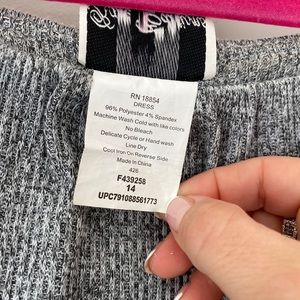 RN 18854
DRESS
96% Polyester 4% Spandex
Machine Wash Cold with like colors
No Bleach
Delicate Cycle or Hand wash
Line Dry
Cool Iron On Reverse Side
Made In China
426
F439258
14
UPC791088561773